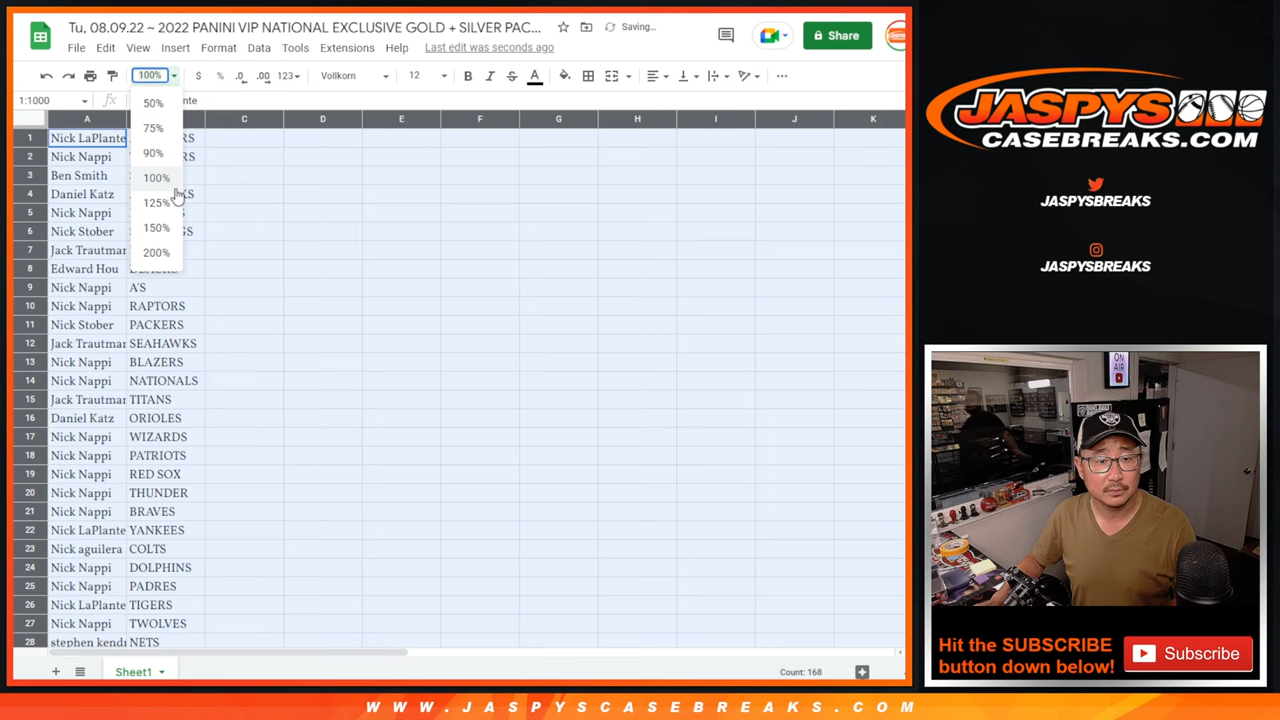 Tu, 08.09.22 ~ 2022 PANINI VIP NATIONAL EXCLUSIVE GOLD + SILVER PAC...
Saving...
File Edit View Insert Format Data Tools Extensions Help Last edit was seconds ago
Share
100% $ % .0 .00 123 Vollkorn 12 B I S A
1:1000 fx
50%
75%
90%
100%
125%
150%
200%
A C D E F G H I J K
1 Nick LaPlante
2 Nick Nappi
3 Ben Smith
4 Daniel Katz
5 Nick Nappi
6 Nick Stober
7 Jack Trautman
8 Edward Hou
9 Nick Nappi A'S
10 Nick Nappi RAPTORS
11 Nick Stober PACKERS
12 Jack Trautman SEAHAWKS
13 Nick Nappi BLAZERS
14 Nick Nappi NATIONALS
15 Jack Trautman TITANS
16 Daniel Katz ORIOLES
17 Nick Nappi WIZARDS
18 Nick Nappi PATRIOTS
19 Nick Nappi RED SOX
20 Nick Nappi THUNDER
21 Nick Nappi BRAVES
22 Nick LaPlante YANKEES
23 Nick aguilera COLTS
24 Nick Nappi DOLPHINS
25 Nick Nappi PADRES
26 Nick LaPlante TIGERS
27 Nick Nappi TWOLVES
28 stephen kendr NETS
Sheet1
Count: 168
JASPYS
CASEBREAKS.COM
JASPYSBREAKS
JASPYSBREAKS
ON
AIR
Hit the SUBSCRIBE
button down below!
Subscribe
WWW.JASPYSCASEBREAKS.COM